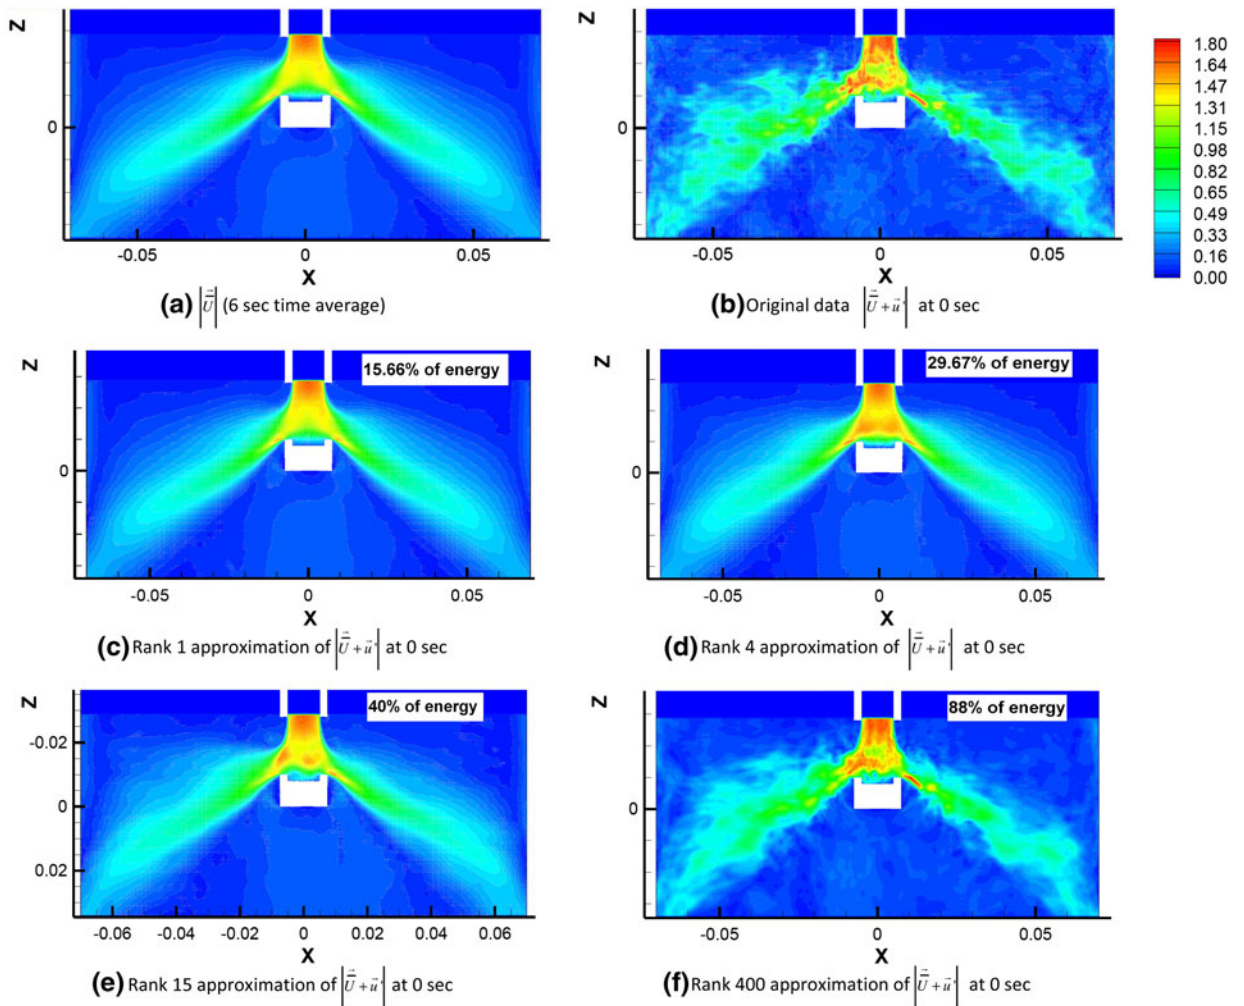 Z
0
-0.05 0 0.05
X
(a) |U| (6 sec time average)
Z
0
-0.05 0 0.05
X
(b) Original data |U + u'| at 0 sec
1.80
1.64
1.47
1.31
1.15
0.98
0.82
0.65
0.49
0.33
0.16
0.00
Z
15.66% of energy
0
-0.05 0 0.05
X
(c) Rank 1 approximation of |U + u'| at 0 sec
Z
29.67% of energy
0
-0.05 0 0.05
X
(d) Rank 4 approximation of |U + u'| at 0 sec
Z
40% of energy
-0.02
0
0.02
-0.06 -0.04 -0.02 0 0.02 0.04 0.06
X
(e) Rank 15 approximation of |U + u'| at 0 sec
Z
88% of energy
0
-0.05 0 0.05
X
(f) Rank 400 approximation of |U + u'| at 0 sec